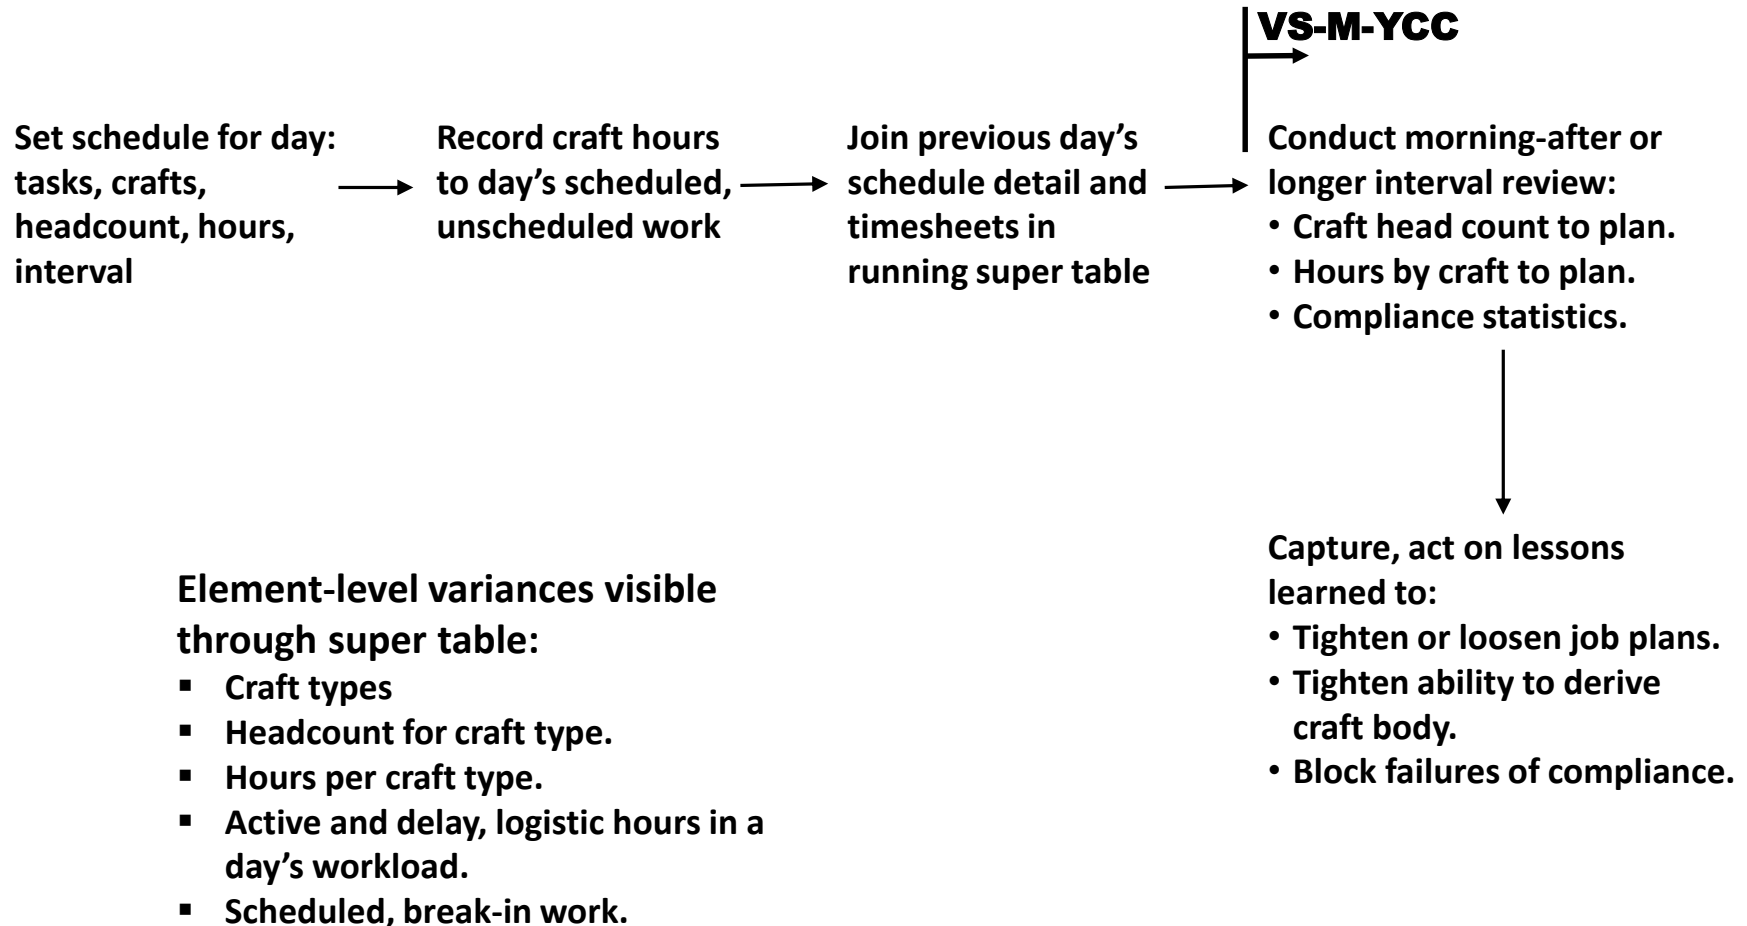 VS-M-YCC
Set schedule for day:
tasks, crafts,
headcount, hours,
interval
Record craft hours
to day’s scheduled,
unscheduled work
Join previous day’s
schedule detail and
timesheets in
running super table
Conduct morning-after or
longer interval review:
• Craft head count to plan.
• Hours by craft to plan.
• Compliance statistics.
Capture, act on lessons
learned to:
• Tighten or loosen job plans.
• Tighten ability to derive
craft body.
• Block failures of compliance.
Element-level variances visible
through super table:
▪ Craft types
▪ Headcount for craft type.
▪ Hours per craft type.
▪ Active and delay, logistic hours in a
day’s workload.
▪ Scheduled, break-in work.